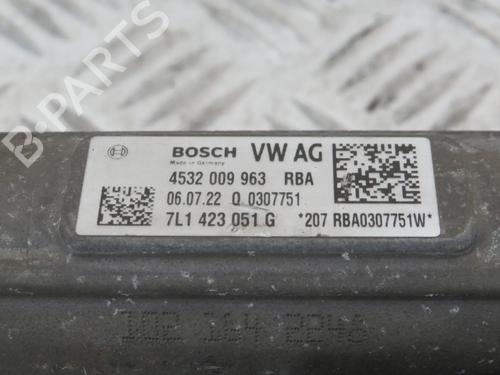 B-PARTS
BOSCH VW AG
Made in Germany
4532 009 963 RBA
06.07.22 Q 0307751
7L1 423 051 G *207 RBA0307751W*